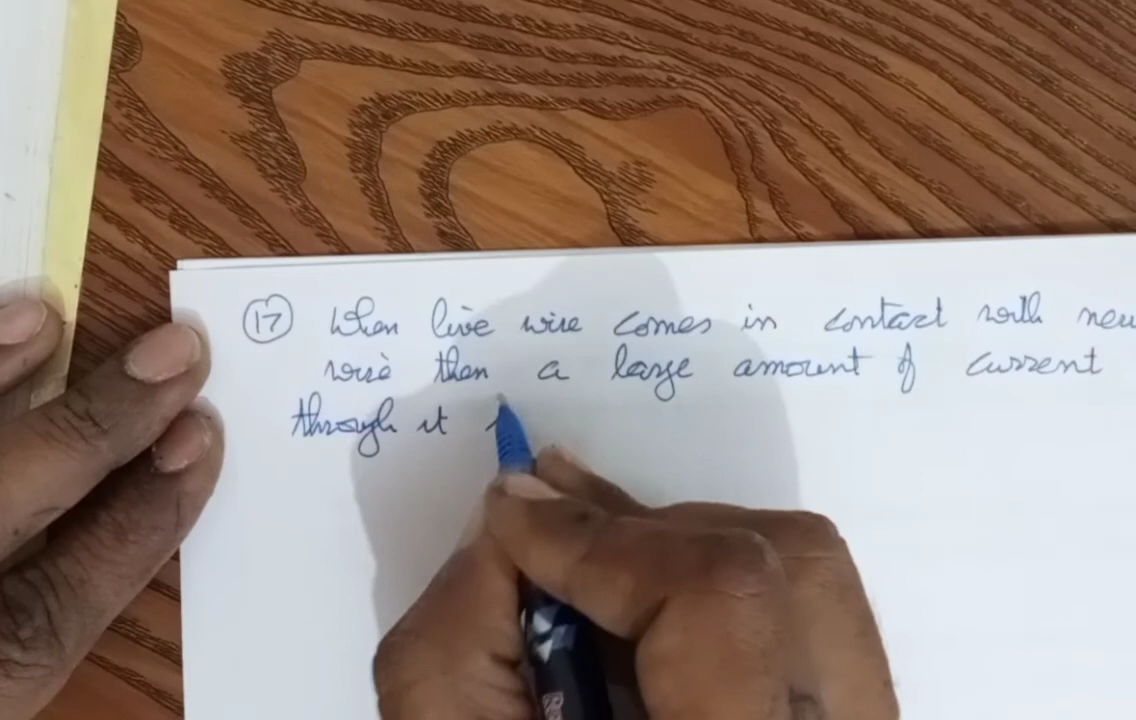 17 When live wire comes in contact with neu
wire then a large amount of current
through it